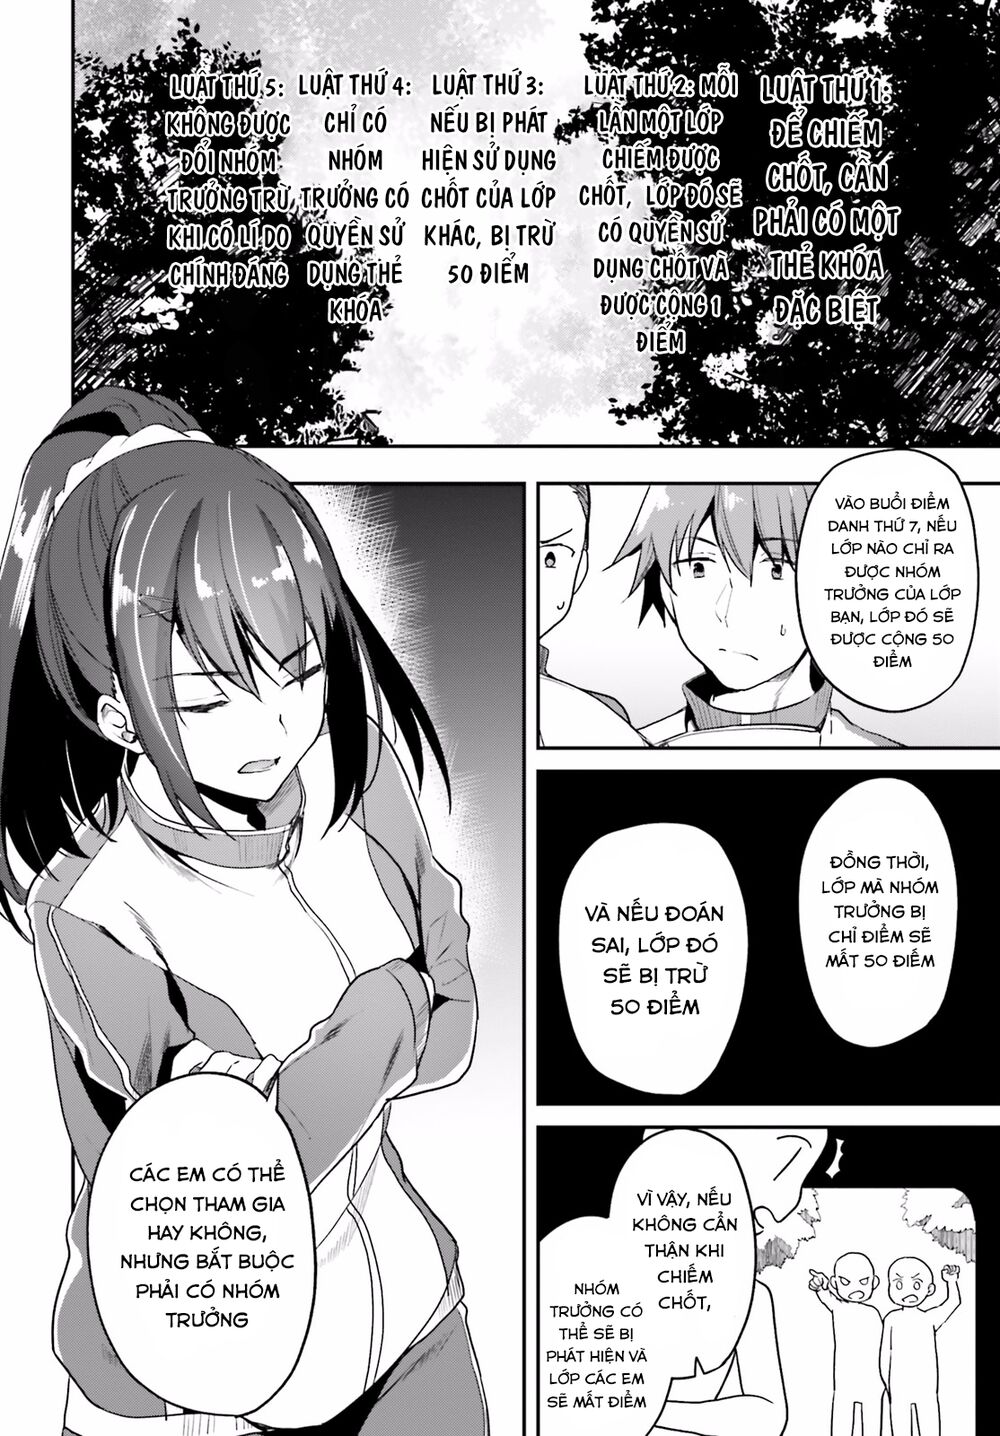 LUẬT THỨ 1:
ĐỂ CHIẾM
CHỐT, CẦN
PHẢI CÓ MỘT
THẺ KHÓA
ĐẶC BIỆT
LUẬT THỨ 2: MỖI
LẦN MỘT LỚP
CHIẾM ĐƯỢC
CHỐT, LỚP ĐÓ SẼ
CÓ QUYỀN SỬ
DỤNG CHỐT VÀ
ĐƯỢC CỘNG 1
ĐIỂM
LUẬT THỨ 3:
NẾU BỊ PHÁT
HIỆN SỬ DỤNG
CHỐT CỦA LỚP
KHÁC, BỊ TRỪ
50 ĐIỂM
LUẬT THỨ 4:
CHỈ CÓ
NHÓM
TRƯỞNG CÓ
QUYỀN SỬ
DỤNG THẺ
KHÓA
LUẬT THỨ 5:
KHÔNG ĐƯỢC
ĐỔI NHÓM
TRƯỞNG TRỪ
KHI CÓ LÍ DO
CHÍNH ĐÁNG
VÀO BUỔI ĐIỂM
DANH THỨ 7, NẾU
LỚP NÀO CHỈ RA
ĐƯỢC NHÓM
TRƯỞNG CỦA LỚP
BẠN, LỚP ĐÓ SẼ
ĐƯỢC CỘNG 50
ĐIỂM
ĐỒNG THỜI,
LỚP MÀ NHÓM
TRƯỞNG BỊ
CHỈ ĐIỂM SẼ
MẤT 50 ĐIỂM
VÀ NẾU ĐOÁN
SAI, LỚP ĐÓ
SẼ BỊ TRỪ
50 ĐIỂM
VÌ VẬY, NẾU
KHÔNG CẨN
THẬN KHI
CHIẾM
CHỐT,
NHÓM
TRƯỞNG CÓ
THỂ SẼ BỊ
PHÁT HIỆN VÀ
LỚP CÁC EM
SẼ MẤT ĐIỂM
CÁC EM CÓ THỂ
CHỌN THAM GIA
HAY KHÔNG,
NHƯNG BẮT BUỘC
PHẢI CÓ NHÓM
TRƯỞNG